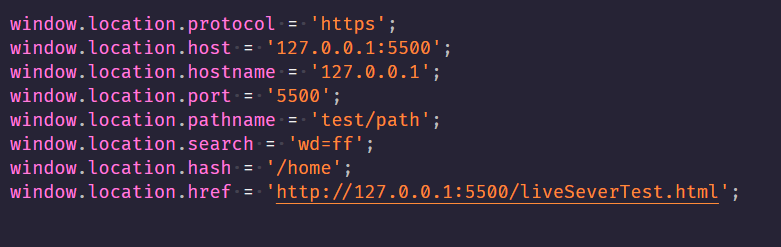 window.location.protocol = 'https';
window.location.host = '127.0.0.1:5500';
window.location.hostname = '127.0.0.1';
window.location.port = '5500';
window.location.pathname = 'test/path';
window.location.search = 'wd=ff';
window.location.hash = '/home';
window.location.href = 'http://127.0.0.1:5500/liveSeverTest.html';